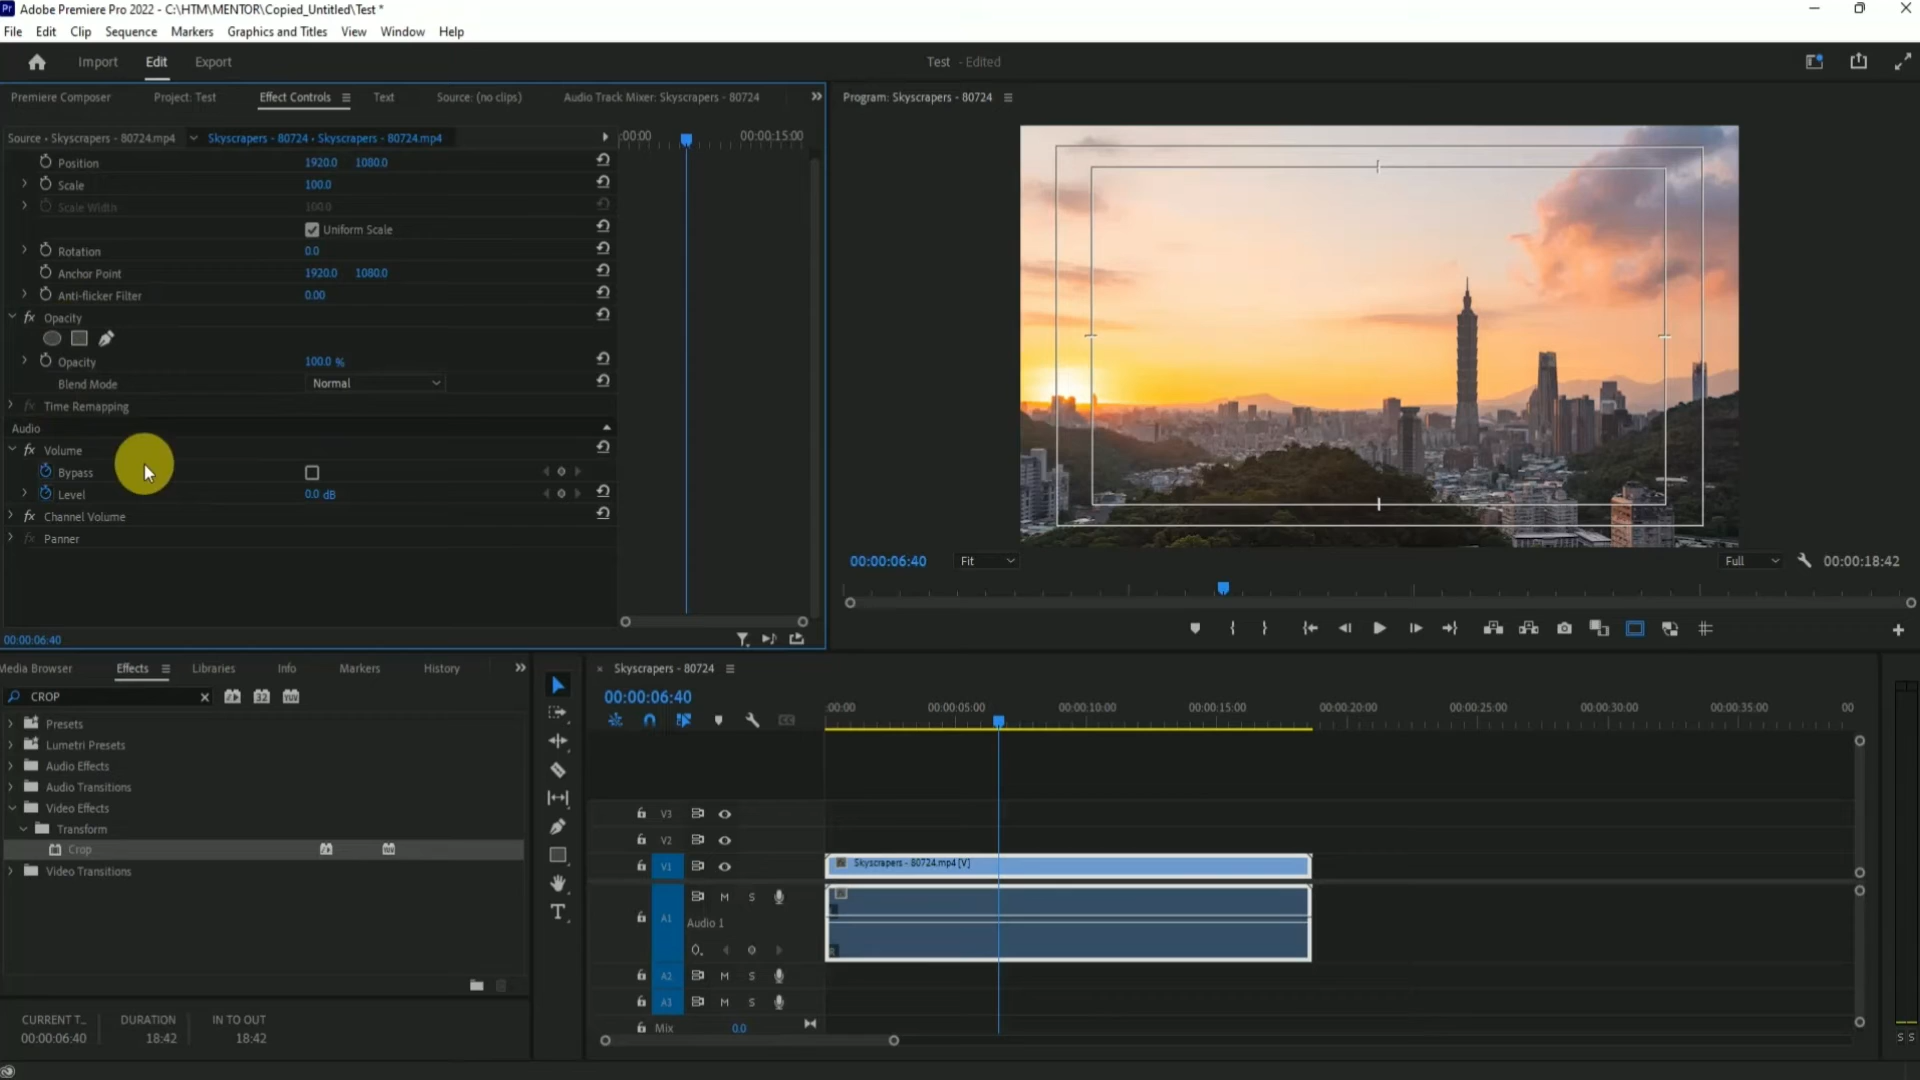 Pr Adobe Premiere Pro 2022 - C:\HTM\MENTOR\Copied_Untitled\Test *
File Edit Clip Sequence Markers Graphics and Titles View Window Help
Import Edit Export Test - Edited
Premiere Composer Project: Test Effect Controls Text Source: (no clips) Audio Track Mixer: Skyscrapers - 80724
Program: Skyscrapers - 80724
Source • Skyscrapers - 80724.mp4 Skyscrapers - 80724 • Skyscrapers - 80724.mp4 :00:00 00:00:15:00
Position 1920.0 1080.0
Scale 100.0
Scale Width 100.0
Uniform Scale
Rotation 0.0
Anchor Point 1920.0 1080.0
Anti-flicker Filter 0.00
fx Opacity
Opacity 100.0 %
Blend Mode Normal
fx Time Remapping
Audio
fx Volume
Bypass
Level 0.0 dB
fx Channel Volume
fx Panner
00:00:06:40
00:00:06:40 Fit Full 00:00:18:42
Media Browser Effects Libraries Info Markers History
CROP 32 YUV
Presets
Lumetri Presets
Audio Effects
Audio Transitions
Video Effects
Transform
Crop
Video Transitions
CURRENT T... DURATION IN TO OUT
00:00:06:40 18:42 18:42
× Skyscrapers - 80724
00:00:06:40
:00:00 00:00:05:00 00:00:10:00 00:00:15:00 00:00:20:00 00:00:25:00 00:00:30:00 00:00:35:00 00
V3
V2
V1 Skyscrapers - 80724.mp4 [V]
A1 M S
Audio 1
A2 M S
A3 M S
Mix 0.0
S S